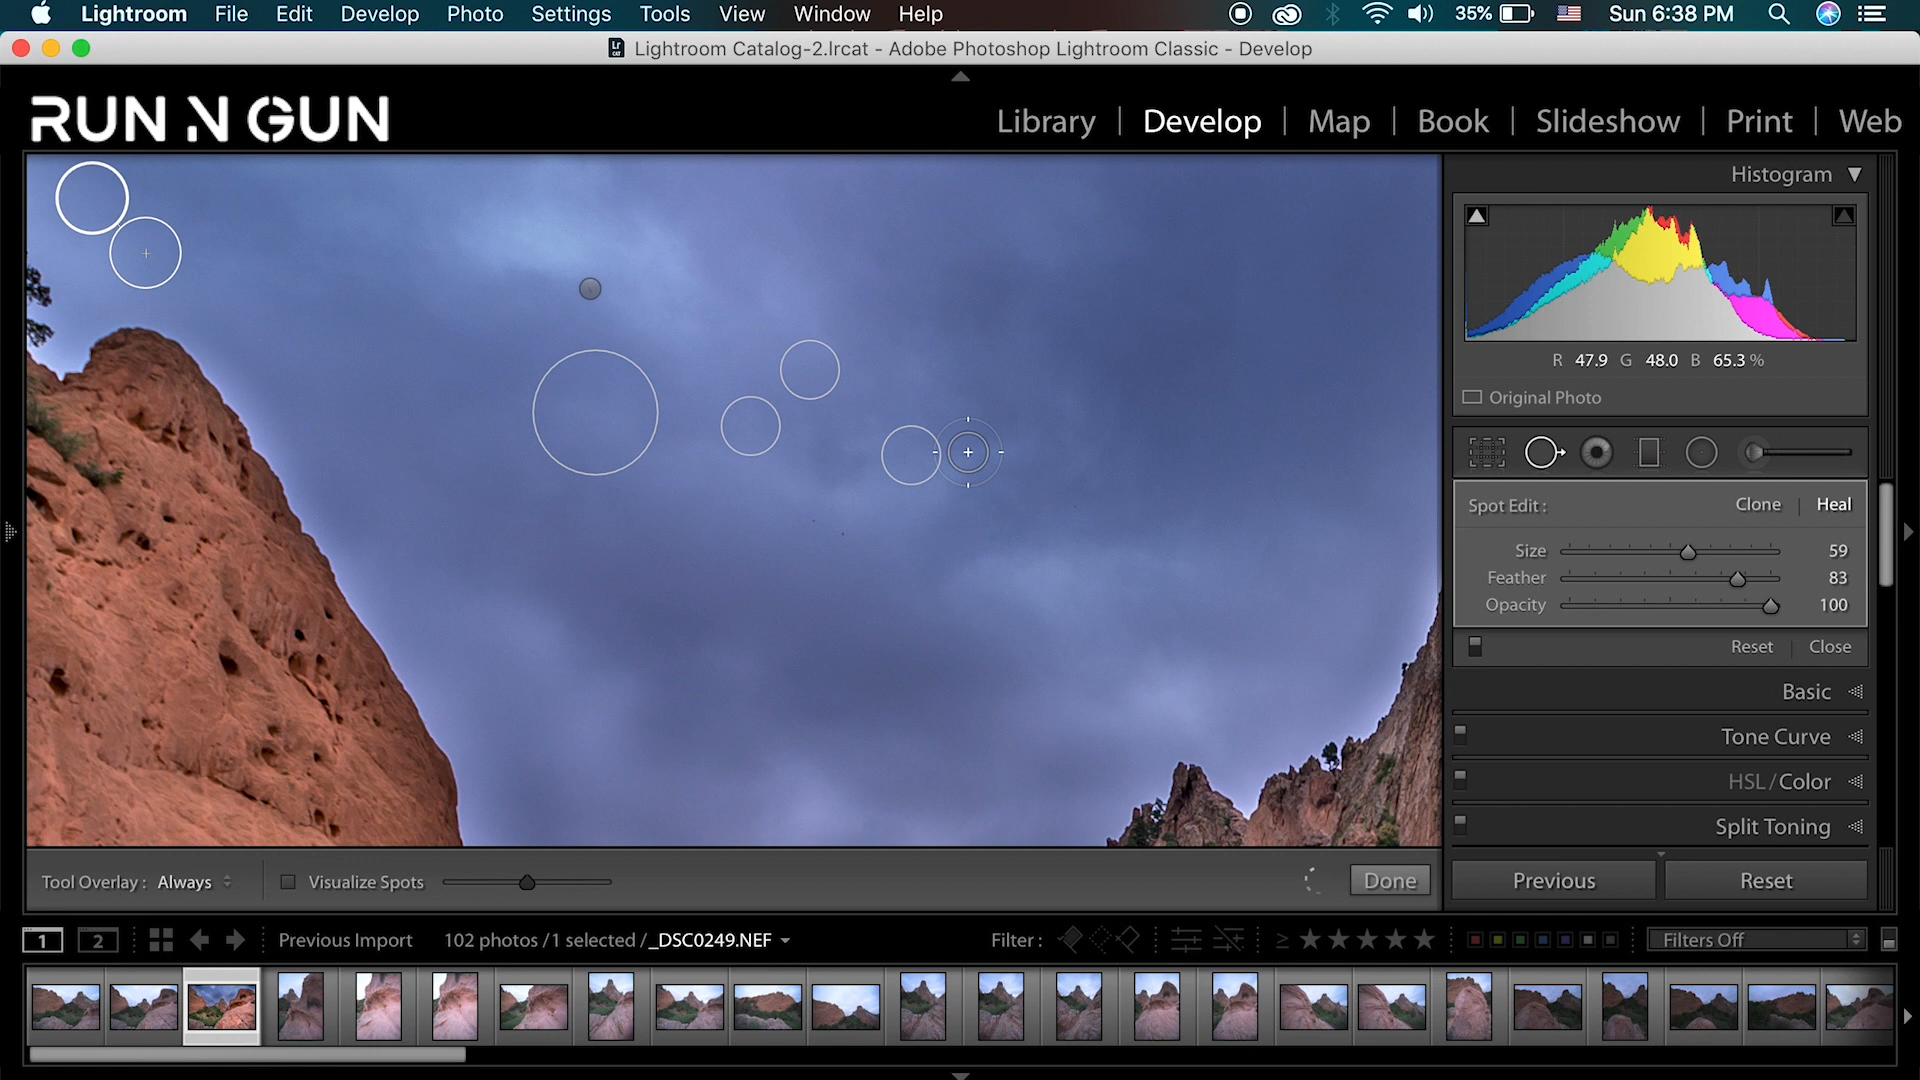 Lightroom File Edit Develop Photo Settings Tools View Window Help 35% Sun 6:38 PM
Lr CAT Lightroom Catalog-2.lrcat - Adobe Photoshop Lightroom Classic - Develop
RUN N GUN
Library | Develop | Map | Book | Slideshow | Print | Web
Histogram
R 47.9 G 48.0 B 65.3 %
Original Photo
Spot Edit : Clone | Heal
Size 59
Feather 83
Opacity 100
Reset | Close
Basic
Tone Curve
HSL / Color
Split Toning
Tool Overlay : Always Visualize Spots Done Previous Reset
1 2 Previous Import 102 photos / 1 selected / _DSC0249.NEF Filter : ≥ ★★★★★ Filters Off